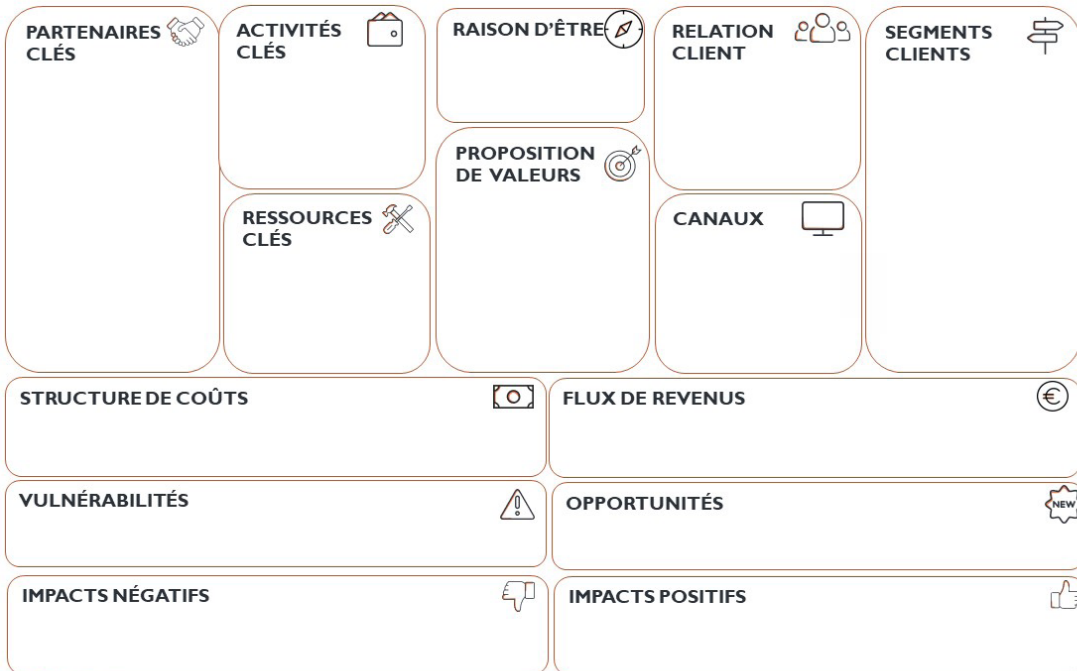 PARTENAIRES
CLÉS
ACTIVITÉS
CLÉS
RESSOURCES
CLÉS
RAISON D'ÊTRE
PROPOSITION
DE VALEURS
RELATION
CLIENT
CANAUX
SEGMENTS
CLIENTS
STRUCTURE DE COÛTS
FLUX DE REVENUS
€
VULNÉRABILITÉS
OPPORTUNITÉS
NEW
IMPACTS NÉGATIFS
IMPACTS POSITIFS